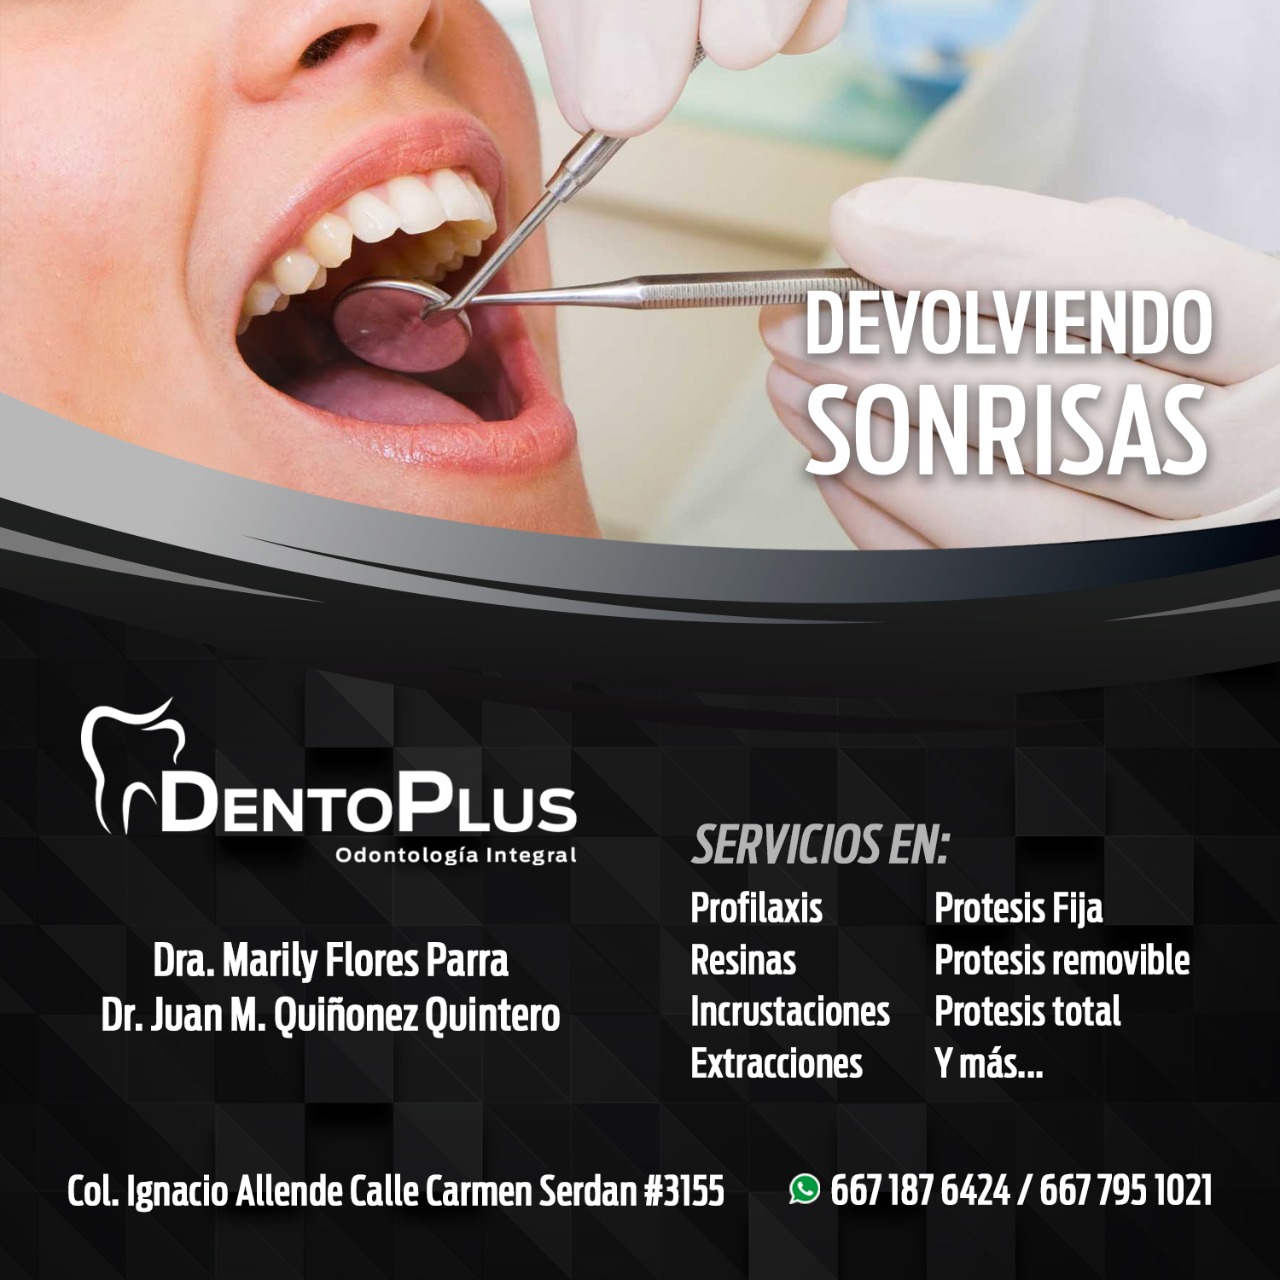 DEVOLVIENDO
SONRISAS
DENTOPLUS
Odontología Integral
Dra. Marily Flores Parra
Dr. Juan M. Quiñonez Quintero
SERVICIOS EN:
Profilaxis
Resinas
Incrustaciones
Extracciones
Protesis Fija
Protesis removible
Protesis total
Y más...
Col. Ignacio Allende Calle Carmen Serdan #3155
667 187 6424 / 667 795 1021